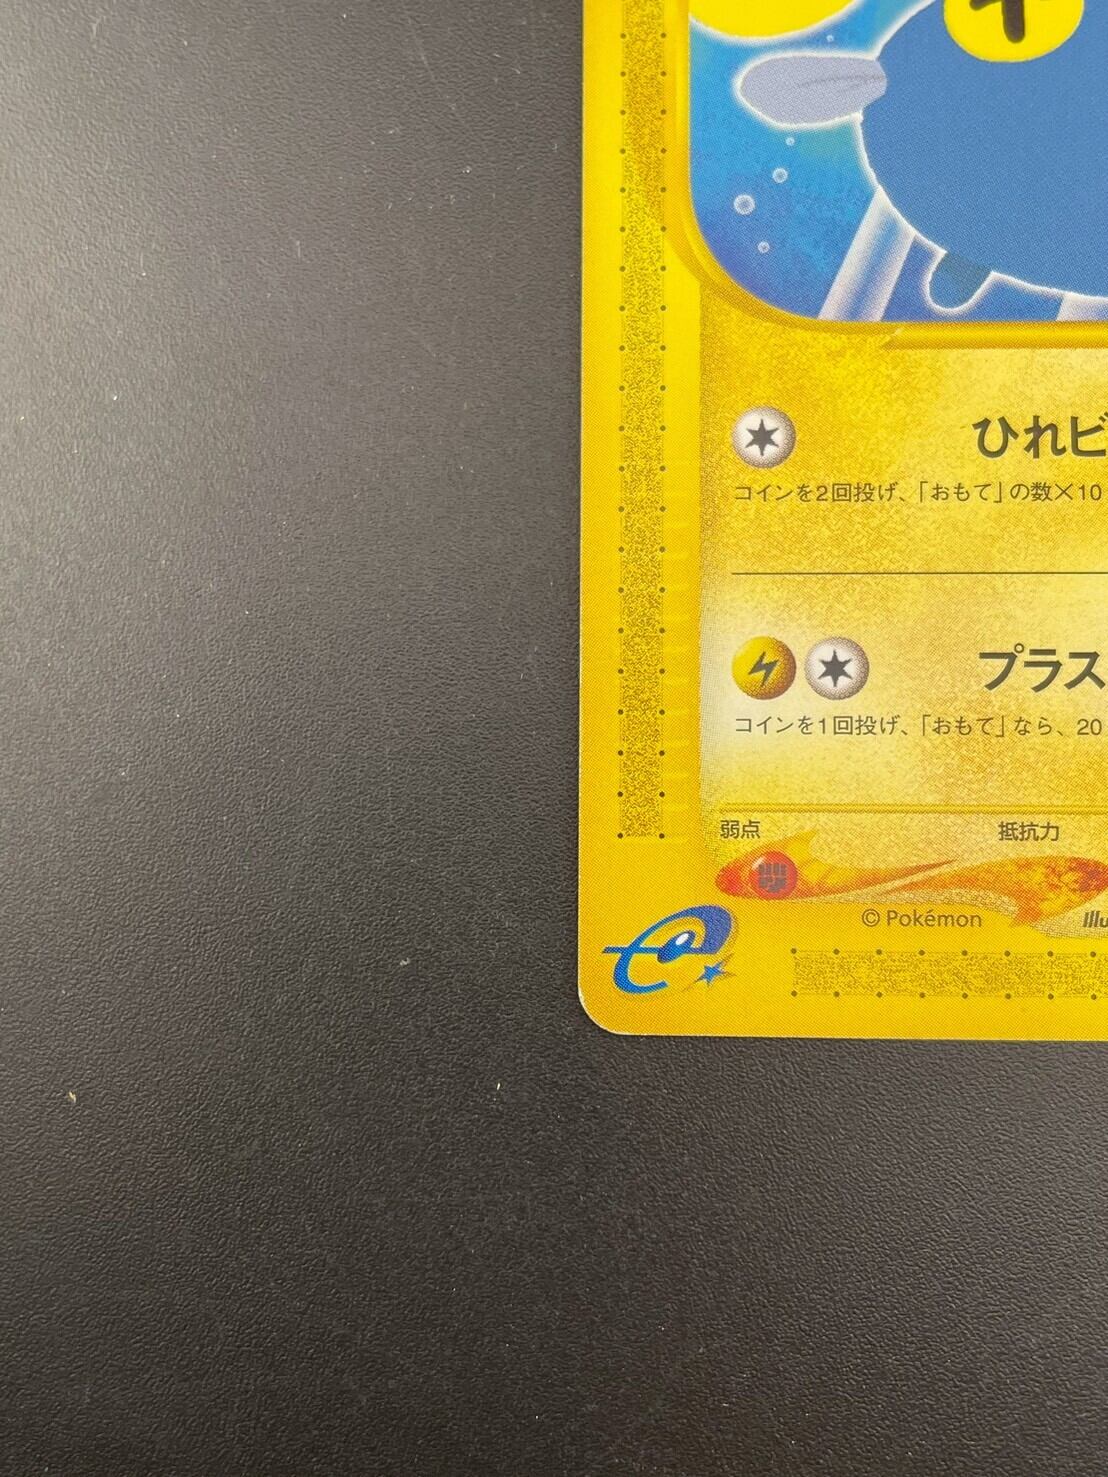 ひれビ
コインを2回投げ、「おもて」の数×10
プラス
コインを1回投げ、「おもて」なら、20
弱点 抵抗力
© Pokémon Illu
e